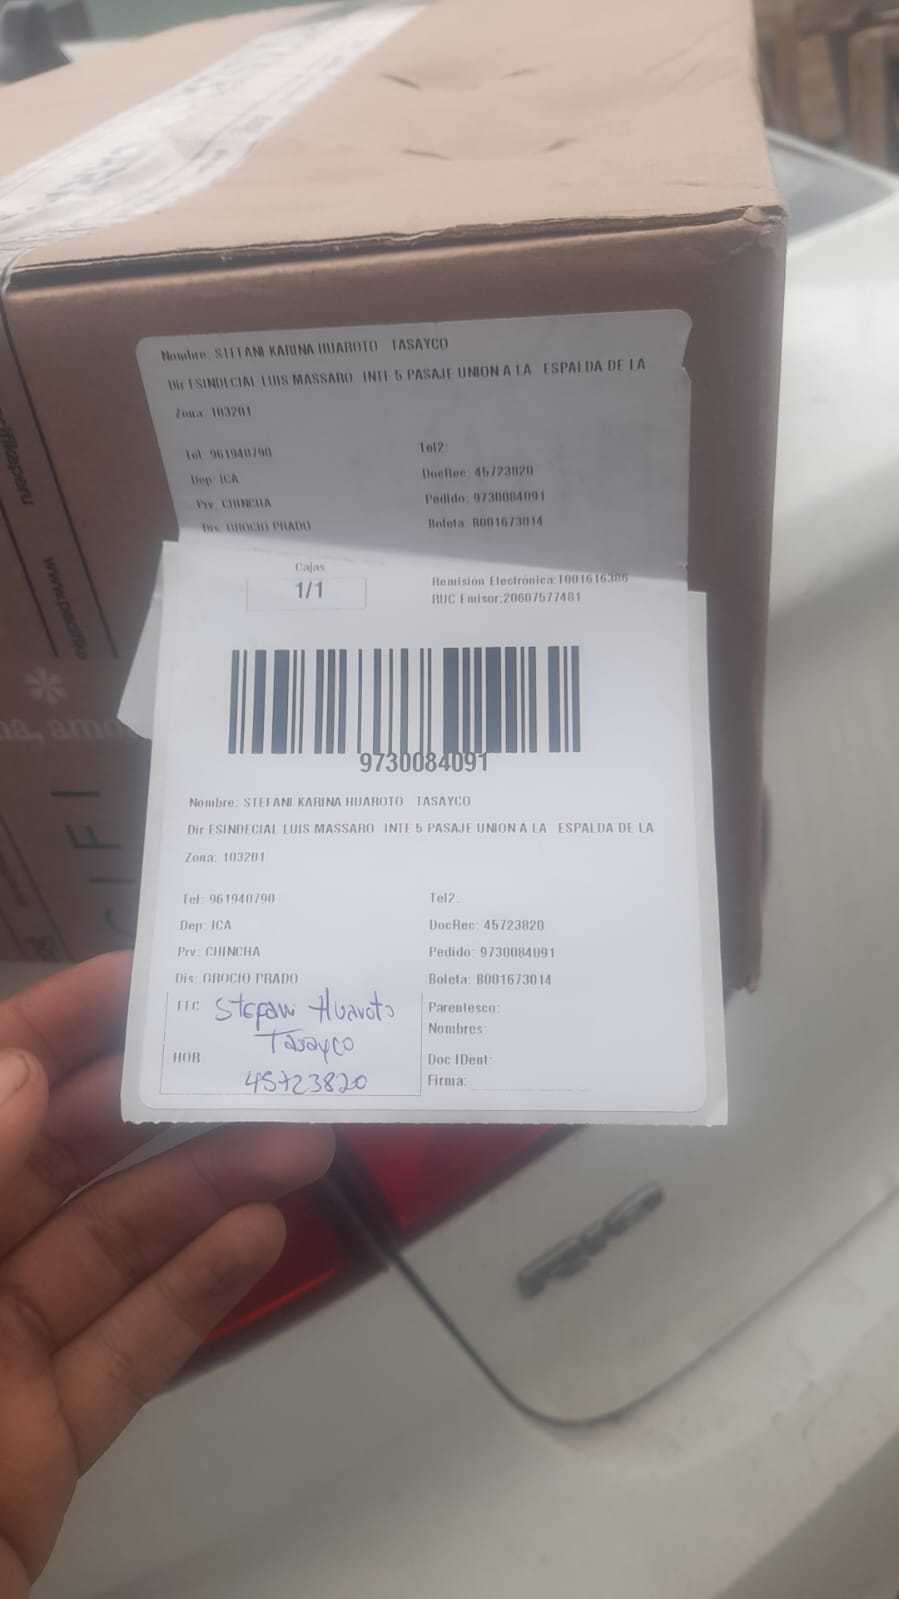 Nombre: STEFANI KARINA HUAROTO TASAYCO
Dir ESINDECIAL LUIS MASSARO INTE 5 PASAJE UNION A LA ESPALDA DE LA
Zona: 103201
Tel: 961940790 Tel2:
Dep: ICA DocRec: 45723820
Prv: CHINCHA Pedido: 9730084091
Dis: GROCIO PRADO Boleta: B001673014
Cajas
1/1
Remisión Electrónica:T001616386
RUC Emisor:20607577481
9730084091
Nombre: STEFANI KARINA HUAROTO TASAYCO
Dir ESINDECIAL LUIS MASSARO INTE 5 PASAJE UNION A LA ESPALDA DE LA
Zona: 103201
Tel: 961940790 Tel2:
Dep: ICA DocRec: 45723820
Prv: CHINCHA Pedido: 9730084091
Dis: GROCIO PRADO Boleta: B001673014
Stefani Huaroto
Tasayco
HOR
45723820
Parentesco:
Nombres:
Doc IDent:
Firma: